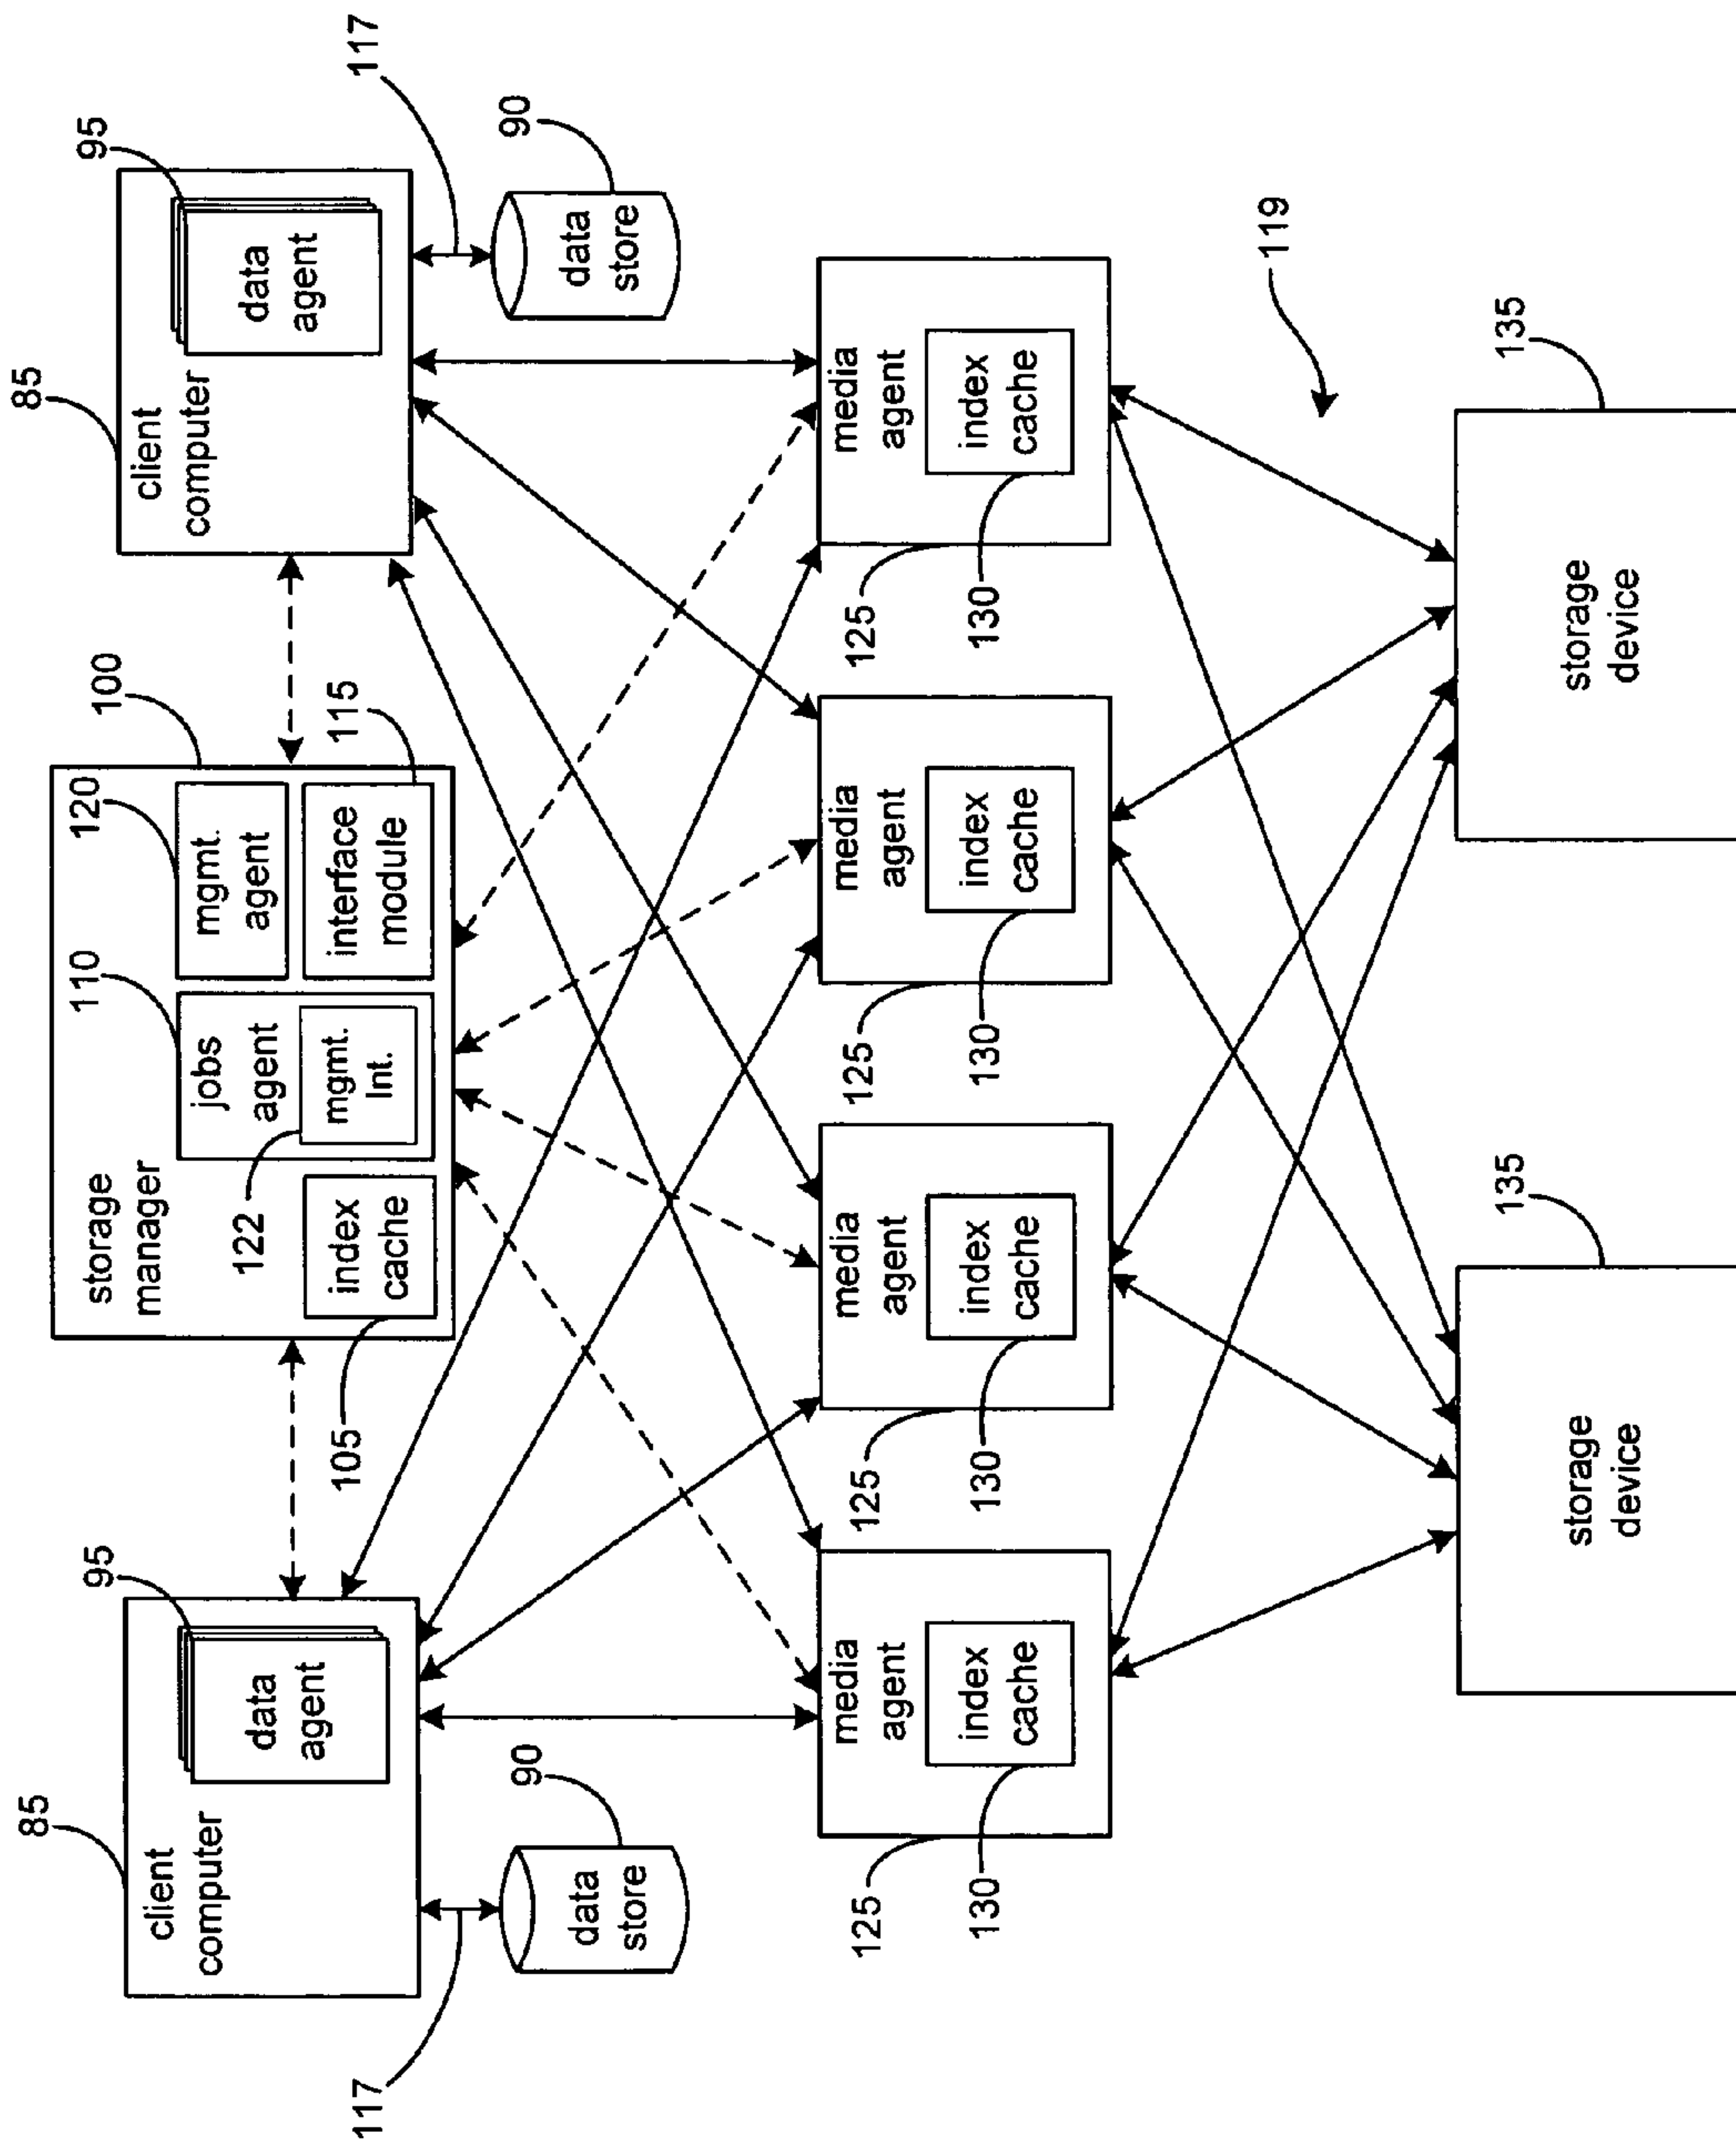 85
client
computer
95
data
agent
117
90
data
store
storage
manager
100
110
jobs
agent
122
mgmt.
Int.
120
mgmt.
agent
115
interface
module
105
index
cache
85
client
computer
95
data
agent
117
90
data
store
125
media
agent
130
index
cache
125
media
agent
130
index
cache
125
media
agent
130
index
cache
125
media
agent
130
index
cache
119
135
storage
device
135
storage
device